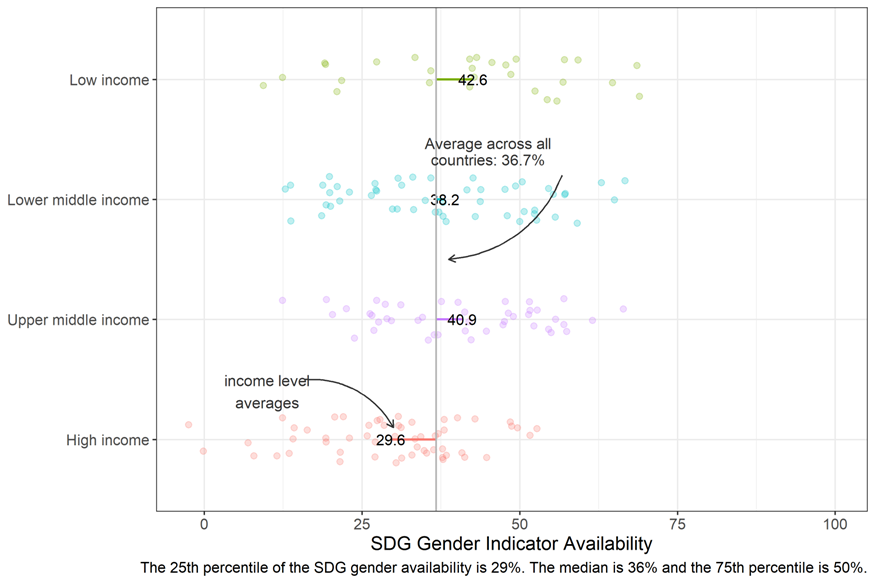 Low income
42.6
Average across all
countries: 36.7%
Lower middle income
38.2
Upper middle income
40.9
income level
averages
High income
29.6
0 25 50 75 100
SDG Gender Indicator Availability
The 25th percentile of the SDG gender availability is 29%. The median is 36% and the 75th percentile is 50%.